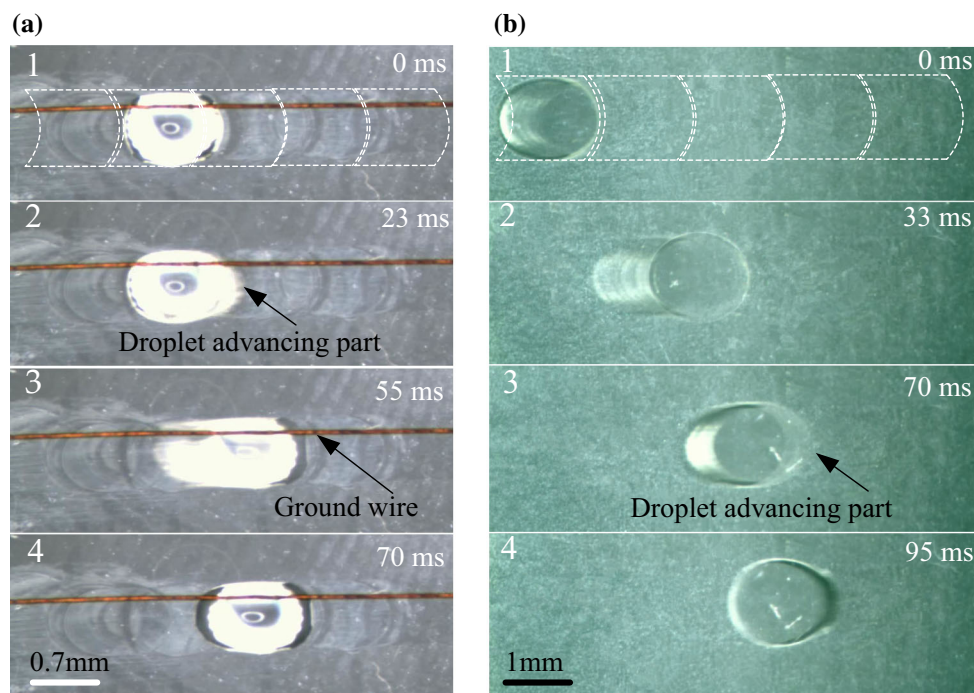 (a)
1
0 ms
2
23 ms
Droplet advancing part
3
55 ms
Ground wire
4
70 ms
0.7mm
(b)
1
0 ms
2
33 ms
3
70 ms
Droplet advancing part
4
95 ms
1mm